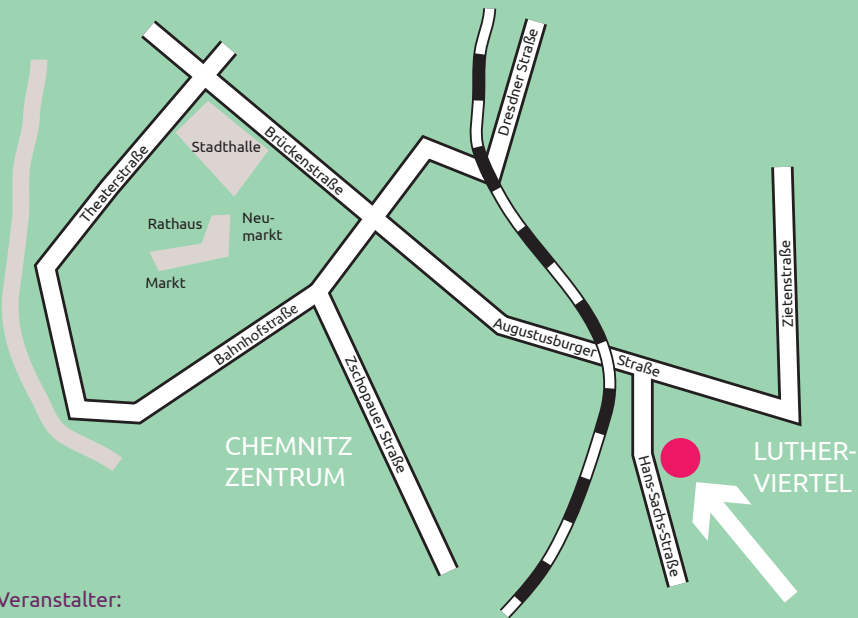 Dresdner Straße
Brückenstraße
Stadthalle
Theaterstraße
Rathaus
Neu-
markt
Markt
Zietenstraße
Bahnhofstraße
Augustusburger Straße
Zschopauer Straße
CHEMNITZ
ZENTRUM
LUTHER-
VIERTEL
Hans-Sachs-Straße
Veranstalter: